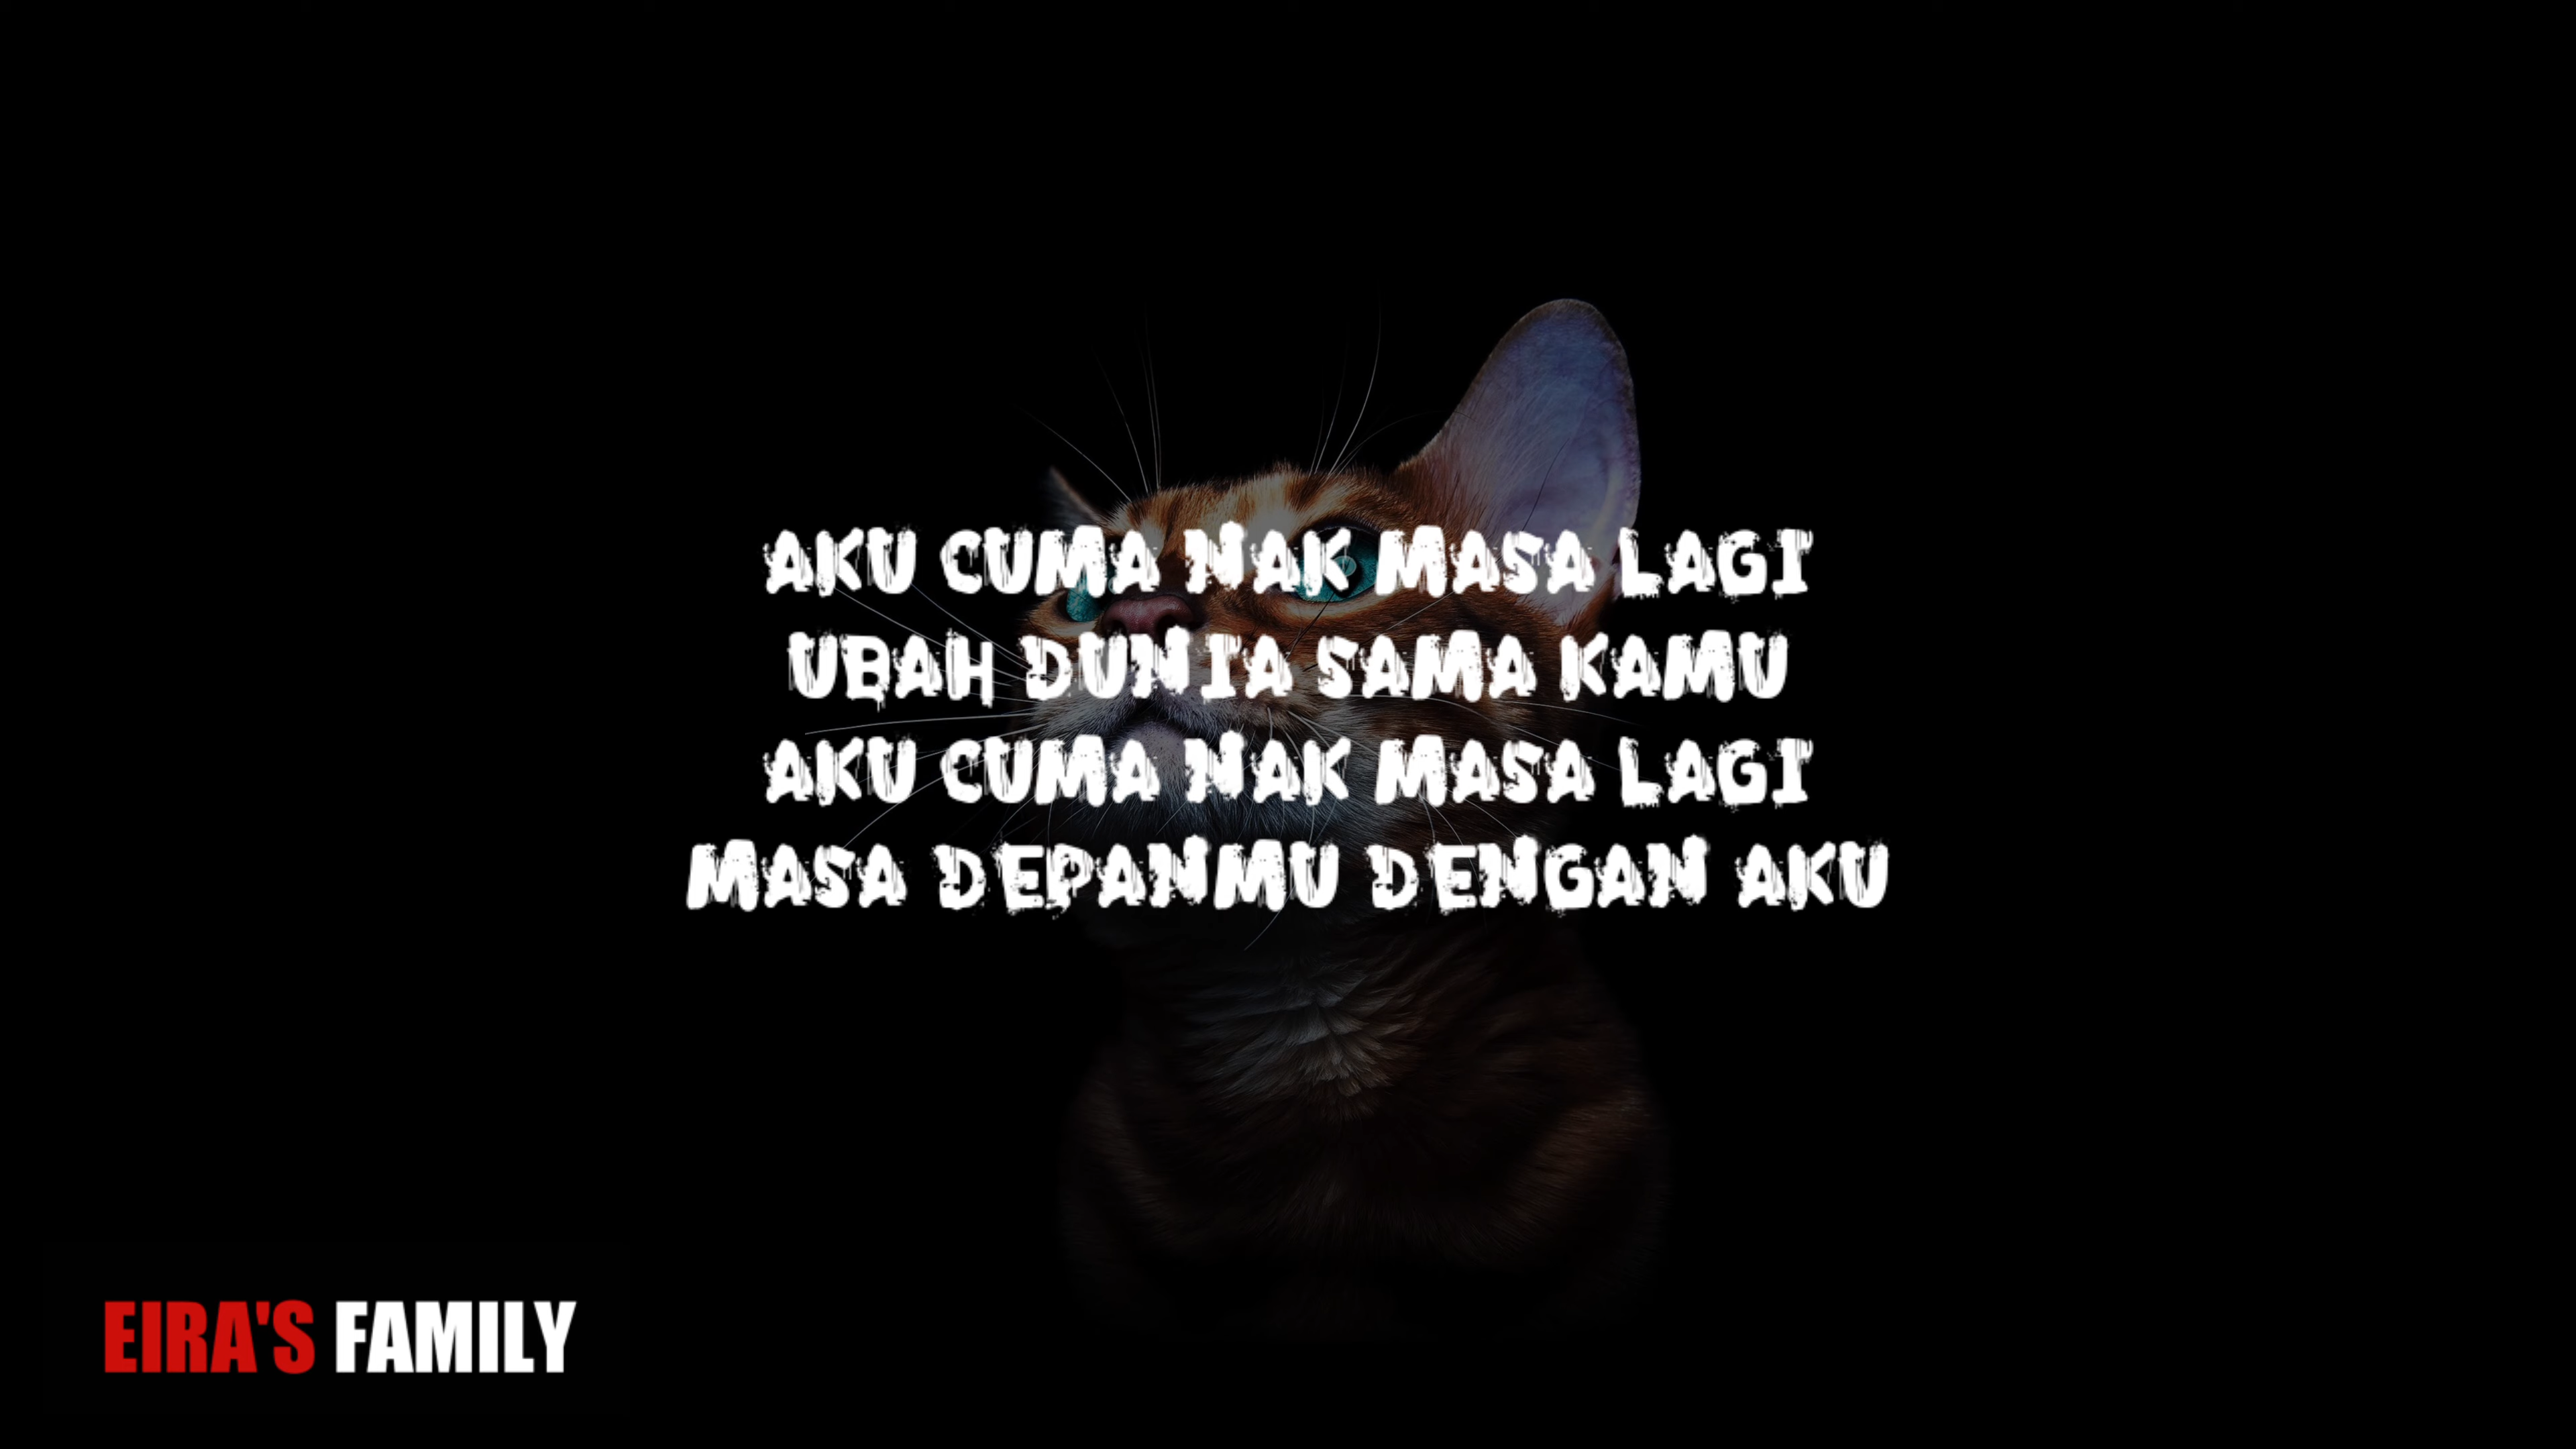 AKU CUMA NAK MASA LAGI
UBAH DUNIA SAMA KAMU
AKU CUMA NAK MASA LAGI
MASA DEPANMU DENGAN AKU
EIRA'S FAMILY